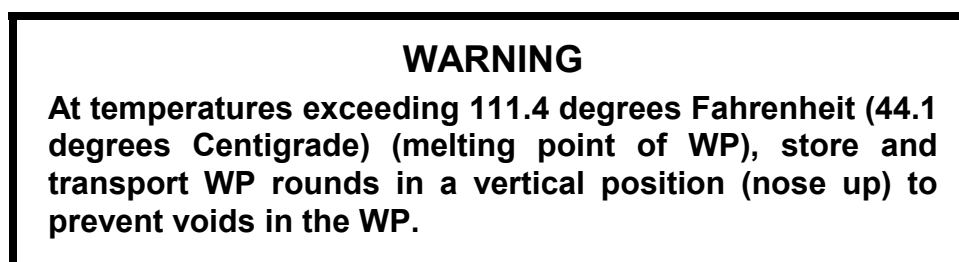 WARNING
At temperatures exceeding 111.4 degrees Fahrenheit (44.1
degrees Centigrade) (melting point of WP), store and
transport WP rounds in a vertical position (nose up) to
prevent voids in the WP.